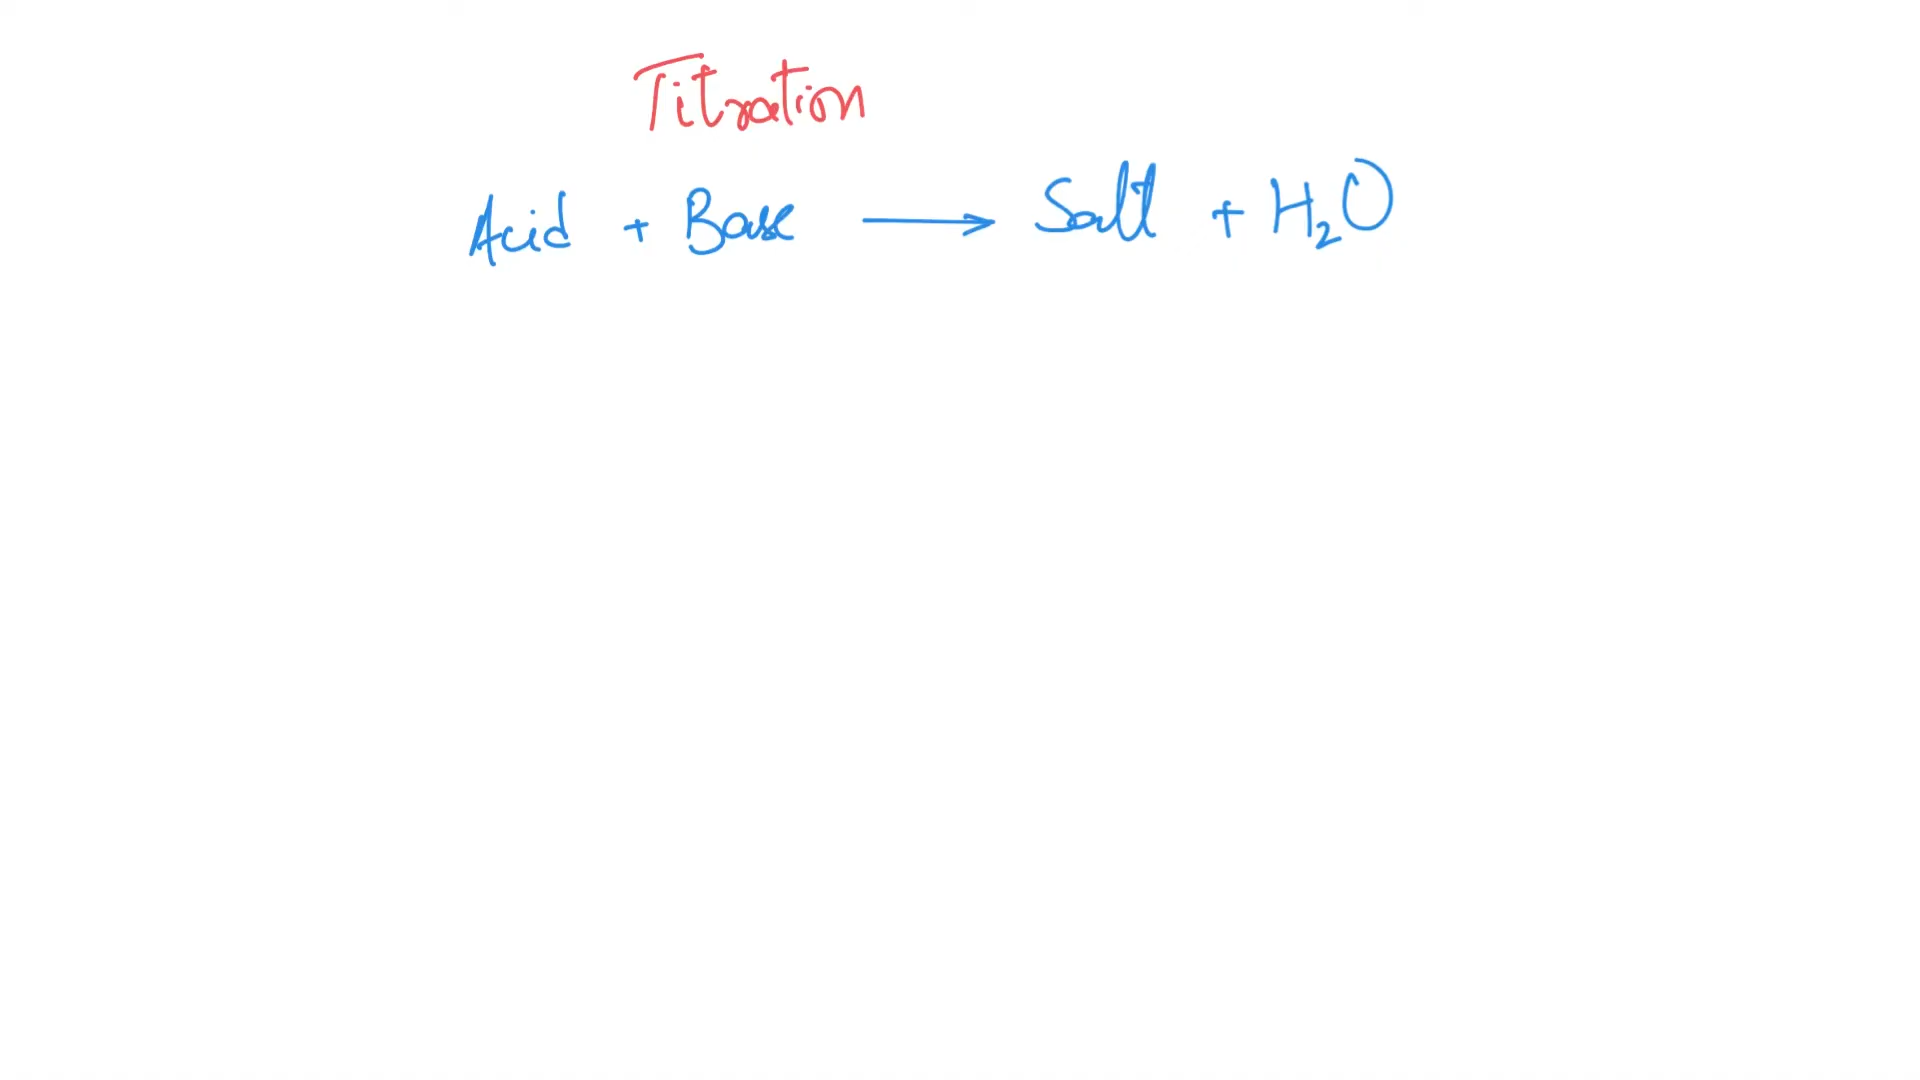 Titration
Acid + Base ⟶ Salt + H₂O